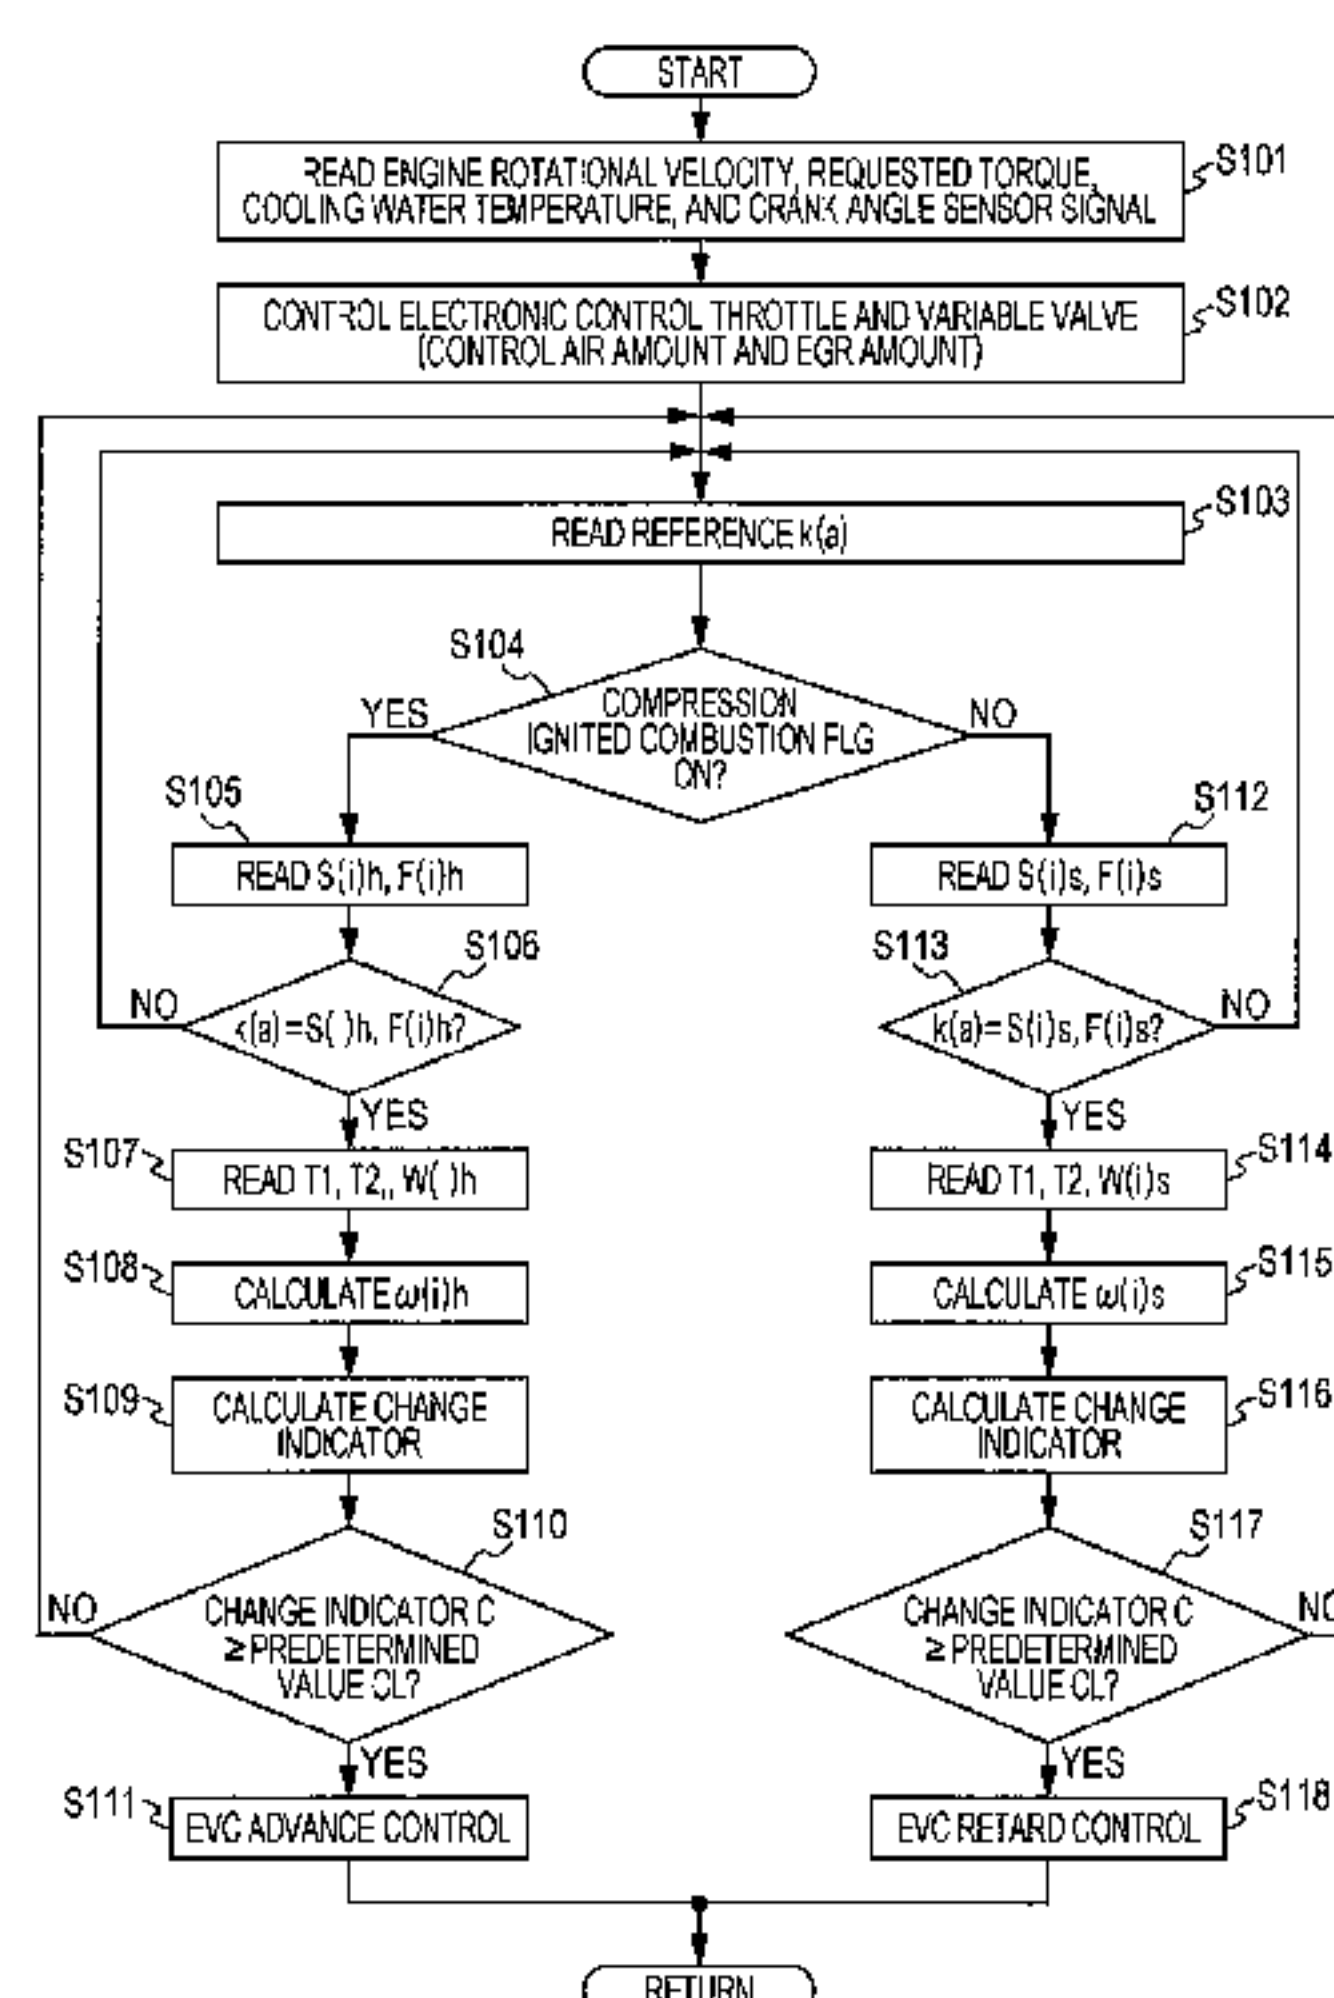 START
READ ENGINE ROTATIONAL VELOCITY, REQUESTED TORQUE,
COOLING WATER TEMPERATURE, AND CRANK ANGLE SENSOR SIGNAL
S101
CONTROL ELECTRONIC CONTROL THROTTLE AND VARIABLE VALVE
(CONTROL AIR AMOUNT AND EGR AMOUNT)
S102
READ REFERENCE k(a)
S103
S104
COMPRESSION
IGNITED COMBUSTION FLG
ON?
YES
NO
S105
READ S(i)h, F(i)h
S112
READ S(i)s, F(i)s
S106
k(a)=S( )h, F(i)h?
NO
YES
S113
k(a)=S(i)s, F(i)s?
NO
YES
S107
READ T1, T2,, W( )h
S114
READ T1, T2, W(i)s
S108
CALCULATE ω(i)h
S115
CALCULATE ω(i)s
S109
CALCULATE CHANGE
INDICATOR
S116
CALCULATE CHANGE
INDICATOR
S110
CHANGE INDICATOR C
≥ PREDETERMINED
VALUE CL?
NO
YES
S117
CHANGE INDICATOR C
≥ PREDETERMINED
VALUE CL?
NO
YES
S111
EVC ADVANCE CONTROL
S118
EVC RETARD CONTROL
RETURN